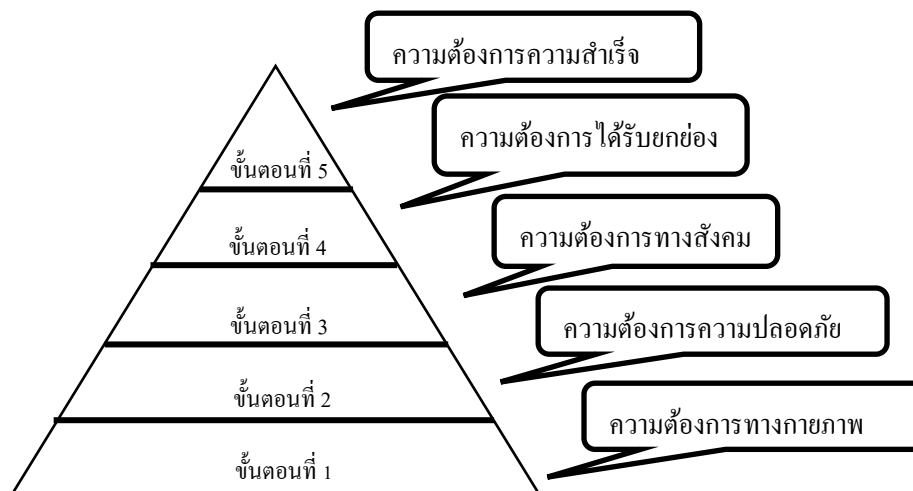 ความต้องการความสำเร็จ
ความต้องการได้รับยกย่อง
ขั้นตอนที่ 5
ความต้องการทางสังคม
ขั้นตอนที่ 4
ความต้องการความปลอดภัย
ขั้นตอนที่ 3
ขั้นตอนที่ 2
ความต้องการทางกายภาพ
ขั้นตอนที่ 1